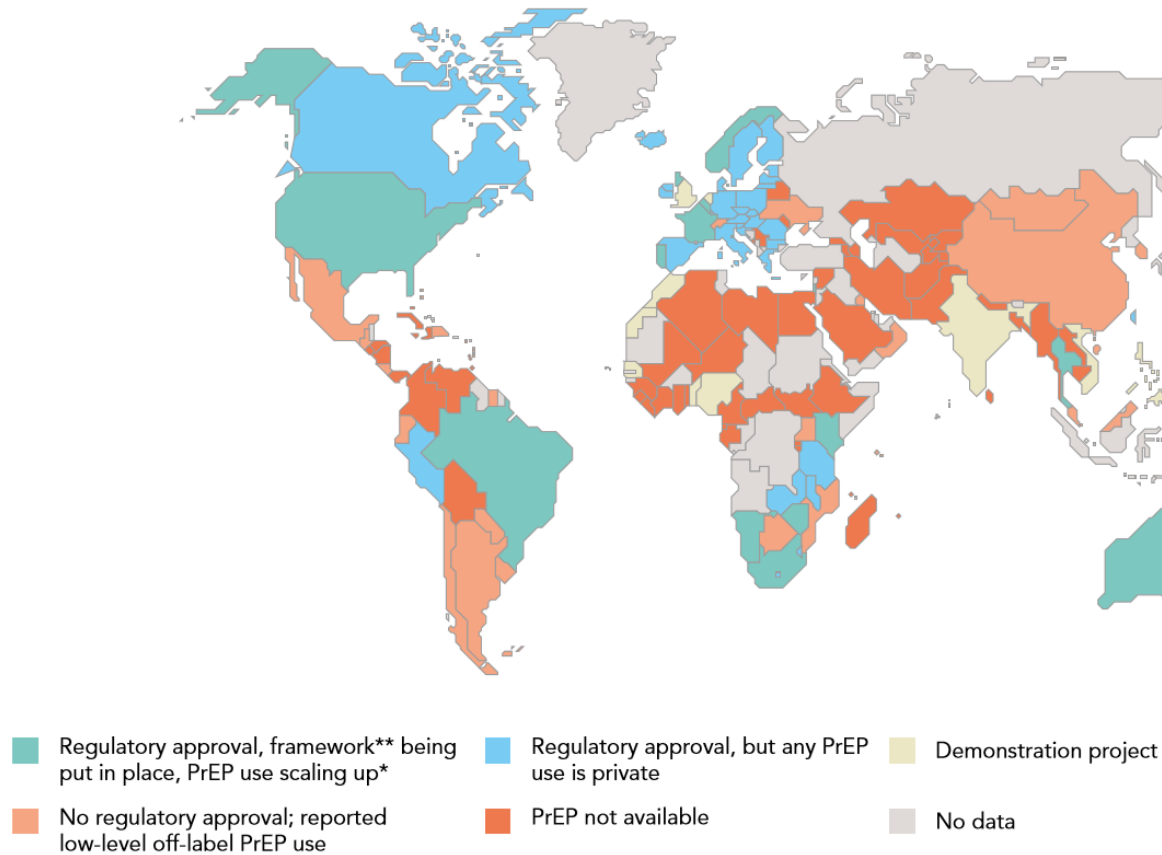 Regulatory approval, framework** being
put in place, PrEP use scaling up*
Regulatory approval, but any PrEP
use is private
Demonstration project
No regulatory approval; reported
low-level off-label PrEP use
PrEP not available
No data